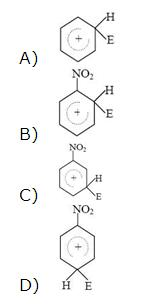 H
+ E
A)
NO₂
H
+ E
B)
NO₂
+ H
C) E
NO₂
+
D) H E